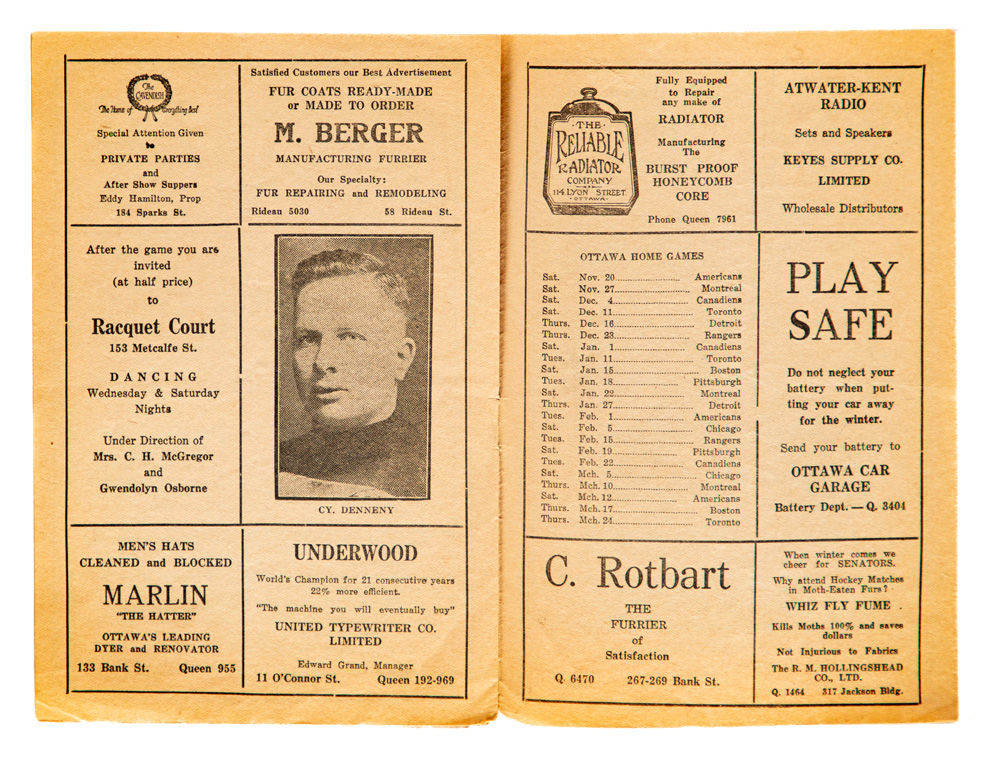 The
CAVENDISH
The Home of Everything Best
Special Attention Given
to
PRIVATE PARTIES
and
After Show Suppers
Eddy Hamilton, Prop
184 Sparks St.
Satisfied Customers our Best Advertisement
FUR COATS READY-MADE
or MADE TO ORDER
M. BERGER
MANUFACTURING FURRIER
Our Specialty:
FUR REPAIRING and REMODELING
Rideau 5030 58 Rideau St.
After the game you are
invited
(at half price)
to
Racquet Court
153 Metcalfe St.
DANCING
Wednesday & Saturday
Nights
Under Direction of
Mrs. C. H. McGregor
and
Gwendolyn Osborne
CY. DENNENY
MEN'S HATS
CLEANED and BLOCKED
MARLIN
"THE HATTER"
OTTAWA'S LEADING
DYER and RENOVATOR
133 Bank St. Queen 955
UNDERWOOD
World's Champion for 21 consecutive years
22% more efficient.
"The machine you will eventually buy"
UNITED TYPEWRITER CO.
LIMITED
Edward Grand, Manager
11 O'Connor St. Queen 192-969
THE
RELIABLE
RADIATOR
COMPANY
114 LYON STREET
OTTAWA
Fully Equipped
to Repair
any make of
RADIATOR
Manufacturing
The
BURST PROOF
HONEYCOMB
CORE
Phone Queen 7961
ATWATER-KENT
RADIO
Sets and Speakers
KEYES SUPPLY CO.
LIMITED
Wholesale Distributors
OTTAWA HOME GAMES
Sat. Nov. 20 Americans
Sat. Nov. 27 Montreal
Sat. Dec. 4 Canadiens
Sat. Dec. 11 Toronto
Thurs. Dec. 16 Detroit
Thurs. Dec. 23 Rangers
Sat. Jan. 1 Canadiens
Tues. Jan. 11 Toronto
Sat. Jan. 15 Boston
Tues. Jan. 18 Pittsburgh
Sat. Jan. 22 Montreal
Thurs. Jan. 27 Detroit
Tues. Feb. 1 Americans
Sat. Feb. 5 Chicago
Tues. Feb. 15 Rangers
Sat. Feb. 19 Pittsburgh
Tues. Feb. 22 Canadiens
Sat. Mch. 5 Chicago
Thurs. Mch. 10 Montreal
Sat. Mch. 12 Americans
Thurs. Mch. 17 Boston
Thurs. Mch. 24 Toronto
PLAY
SAFE
Do not neglect your
battery when put-
ting your car away
for the winter.
Send your battery to
OTTAWA CAR
GARAGE
Battery Dept. — Q. 3404
C. Rotbart
THE
FURRIER
of
Satisfaction
Q. 6470 267-269 Bank St.
When winter comes we
cheer for SENATORS.
Why attend Hockey Matches
in Moth-Eaten Furs?
WHIZ FLY FUME .
Kills Moths 100% and saves
dollars
Not Injurious to Fabrics
The R. M. HOLLINGSHEAD
CO., LTD.
Q. 1464 317 Jackson Bldg.